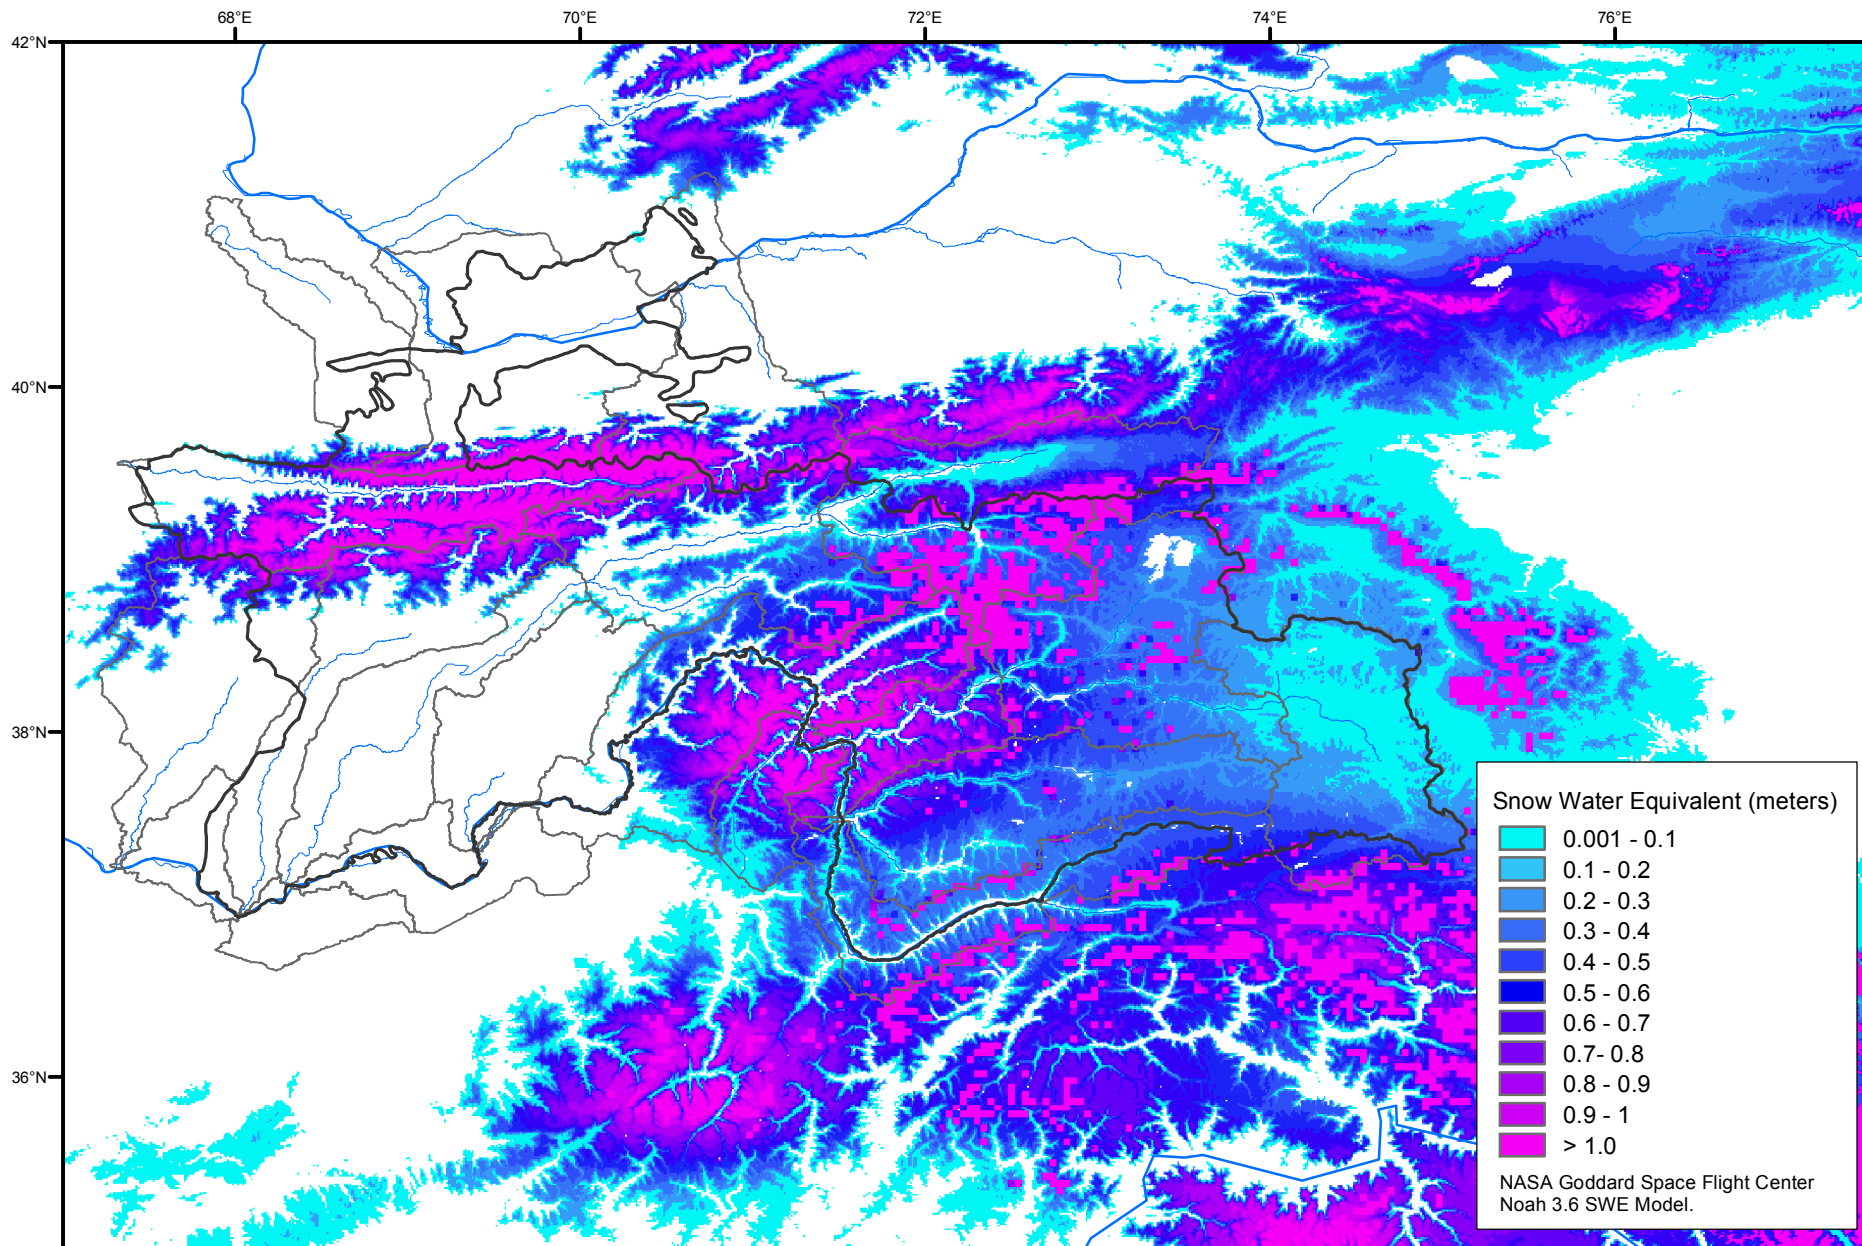 68°E
70°E
72°E
74°E
76°E
42°N
40°N
38°N
36°N
Snow Water Equivalent (meters)
0.001 - 0.1
0.1 - 0.2
0.2 - 0.3
0.3 - 0.4
0.4 - 0.5
0.5 - 0.6
0.6 - 0.7
0.7- 0.8
0.8 - 0.9
0.9 - 1
> 1.0
NASA Goddard Space Flight Center
Noah 3.6 SWE Model.